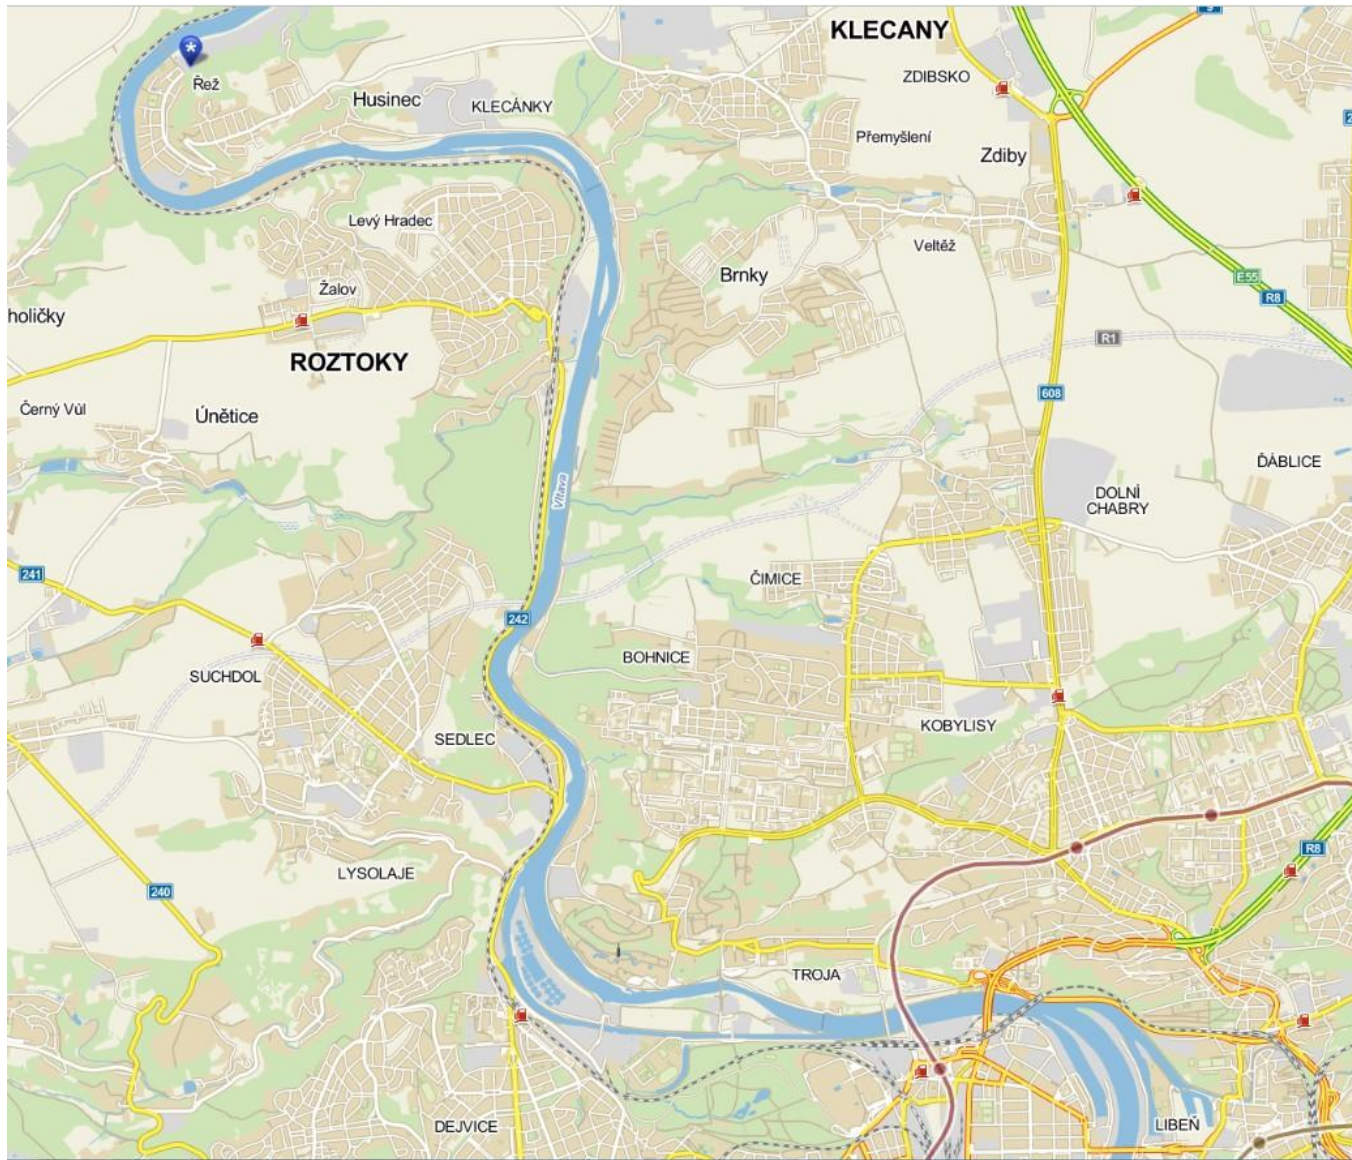 9
KLECANY
ZDIBSKO
Řež
Husinec
KLECÁNKY
Přemyšlení
Zdiby
Levý Hradec
Veltěž
Brnky
E55
R8
Žalov
holičky
R1
ROZTOKY
608
Černý Vůl
Únětice
ĎÁBLICE
Vltava
DOLNÍ
CHABRY
241
ČIMICE
242
BOHNICE
SUCHDOL
SEDLEC
KOBYLISY
R8
LYSOLAJE
240
TROJA
DEJVICE
LIBEŇ